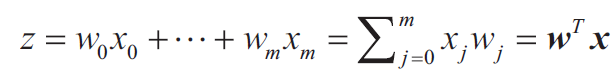 z = w₀x₀ + ⋯ + wₘxₘ = ∑ⱼ₌₀ᵐ xⱼwⱼ = wᵀx